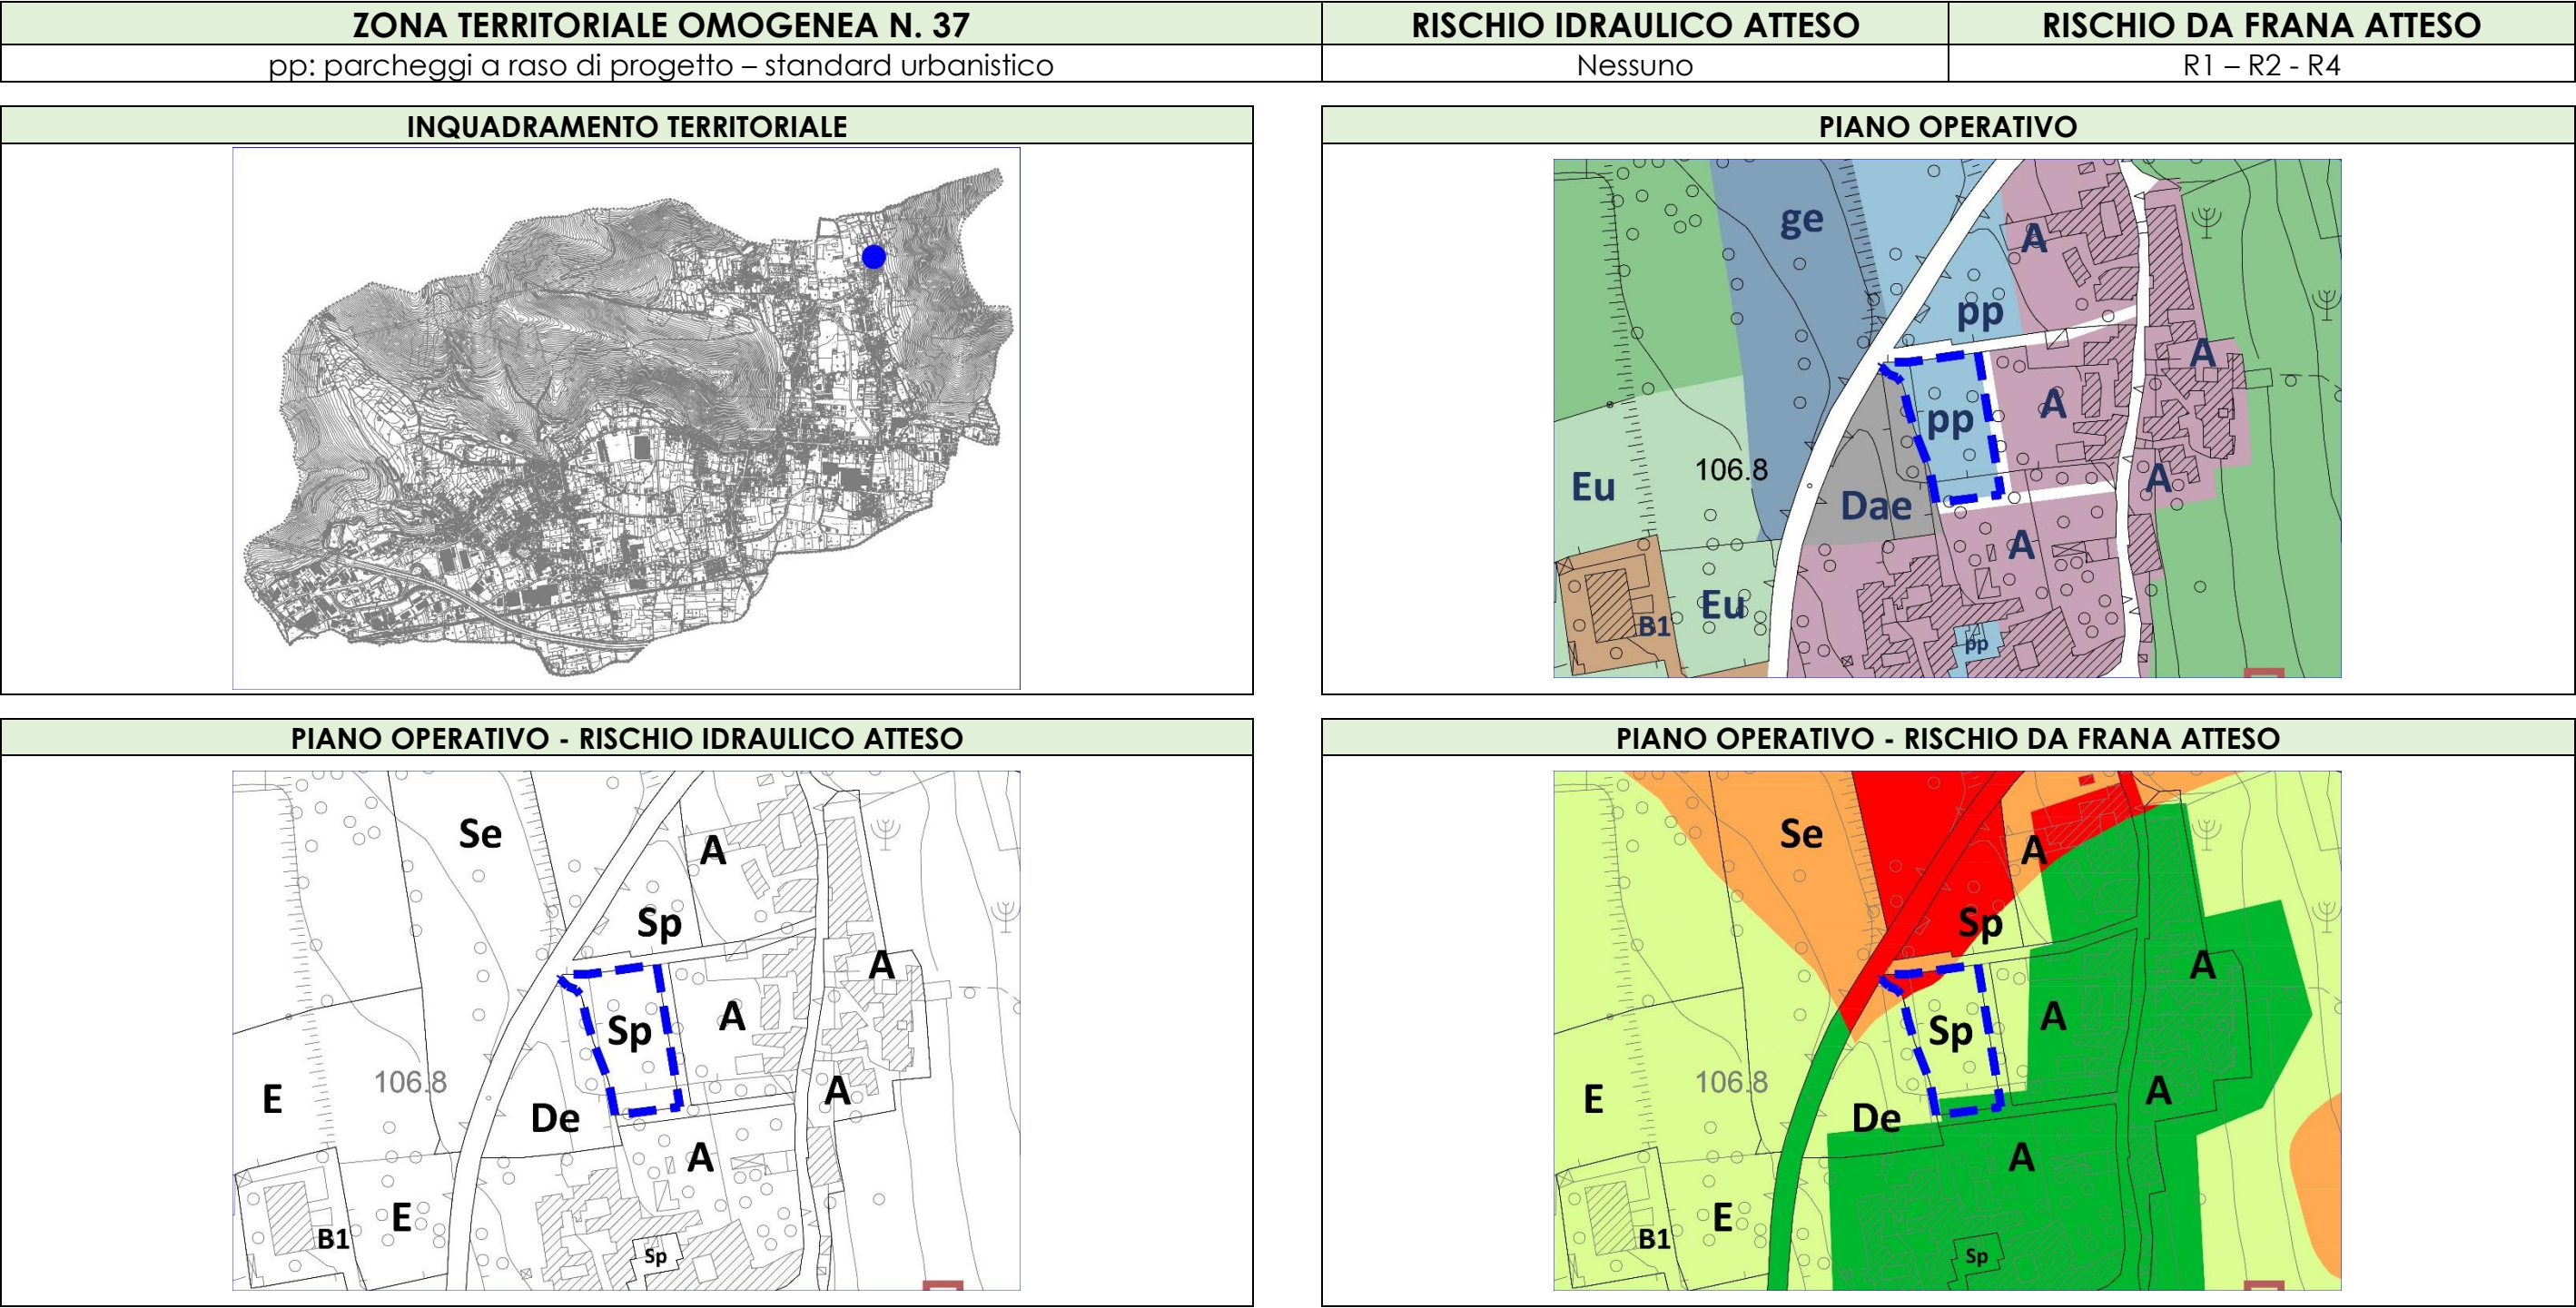 ZONA TERRITORIALE OMOGENEA N. 37
RISCHIO IDRAULICO ATTESO
RISCHIO DA FRANA ATTESO
pp: parcheggi a raso di progetto – standard urbanistico
Nessuno
R1 – R2 - R4
INQUADRAMENTO TERRITORIALE
PIANO OPERATIVO
ge
A
pp
A
pp
A
106.8
A
Eu
Dae
A
Eu
B1
pp
PIANO OPERATIVO - RISCHIO IDRAULICO ATTESO
Se
A
Sp
A
Sp
A
106.8
A
E
De
A
E
B1
Sp
PIANO OPERATIVO - RISCHIO DA FRANA ATTESO
Se
A
Sp
A
Sp
A
106.8
A
E
De
A
E
B1
Sp